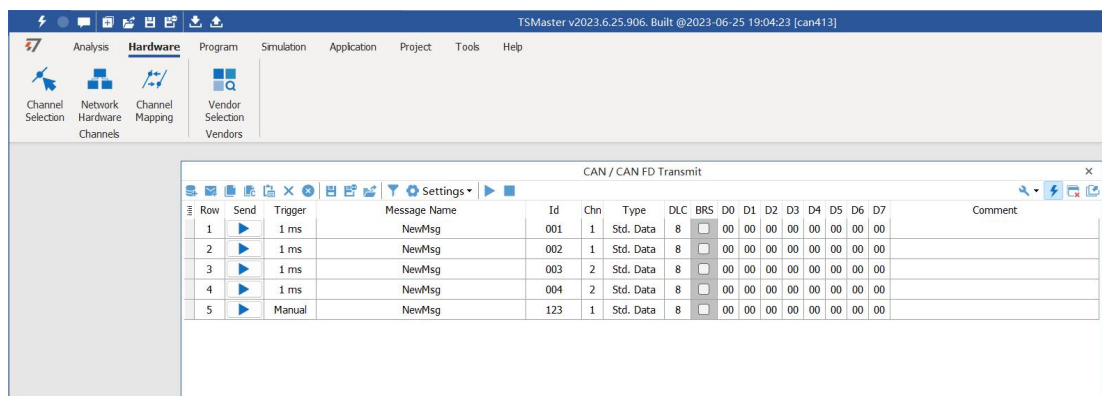 TSMaster v2023.6.25.906. Built @2023-06-25 19:04:23 [can413]
Analysis Hardware Program Simulation Application Project Tools Help
Channel Selection Network Hardware Channel Mapping Vendor Selection
Channels Vendors
CAN / CAN FD Transmit
Settings
Row Send Trigger Message Name Id Chn Type DLC BRS D0 D1 D2 D3 D4 D5 D6 D7 Comment
1 1 ms NewMsg 001 1 Std. Data 8 00 00 00 00 00 00 00 00
2 1 ms NewMsg 002 1 Std. Data 8 00 00 00 00 00 00 00 00
3 1 ms NewMsg 003 2 Std. Data 8 00 00 00 00 00 00 00 00
4 1 ms NewMsg 004 2 Std. Data 8 00 00 00 00 00 00 00 00
5 Manual NewMsg 123 1 Std. Data 8 00 00 00 00 00 00 00 00